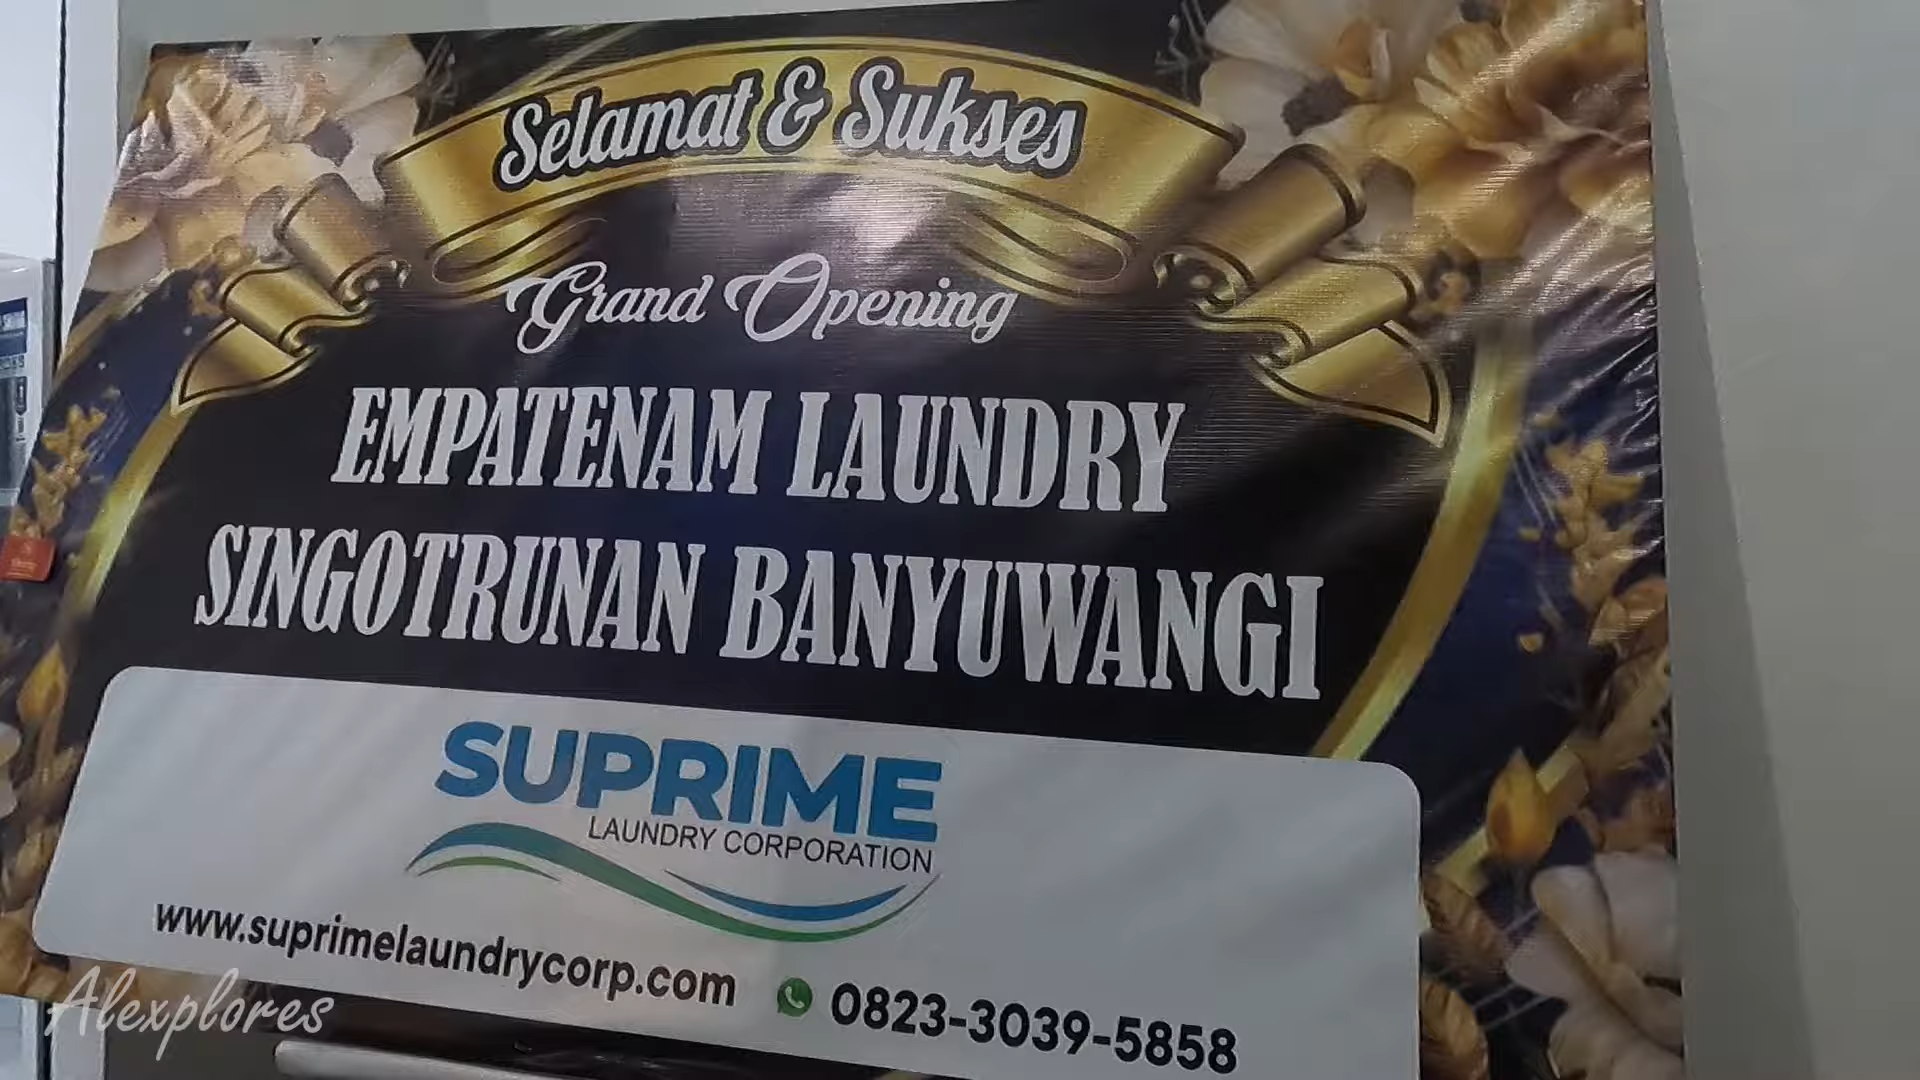 Selamat & Sukses
Grand Opening
EMPATENAM LAUNDRY
SINGOTRUNAN BANYUWANGI
SUPRIME
LAUNDRY CORPORATION
www.suprimelaundrycorp.com
0823-3039-5858
Alexplores